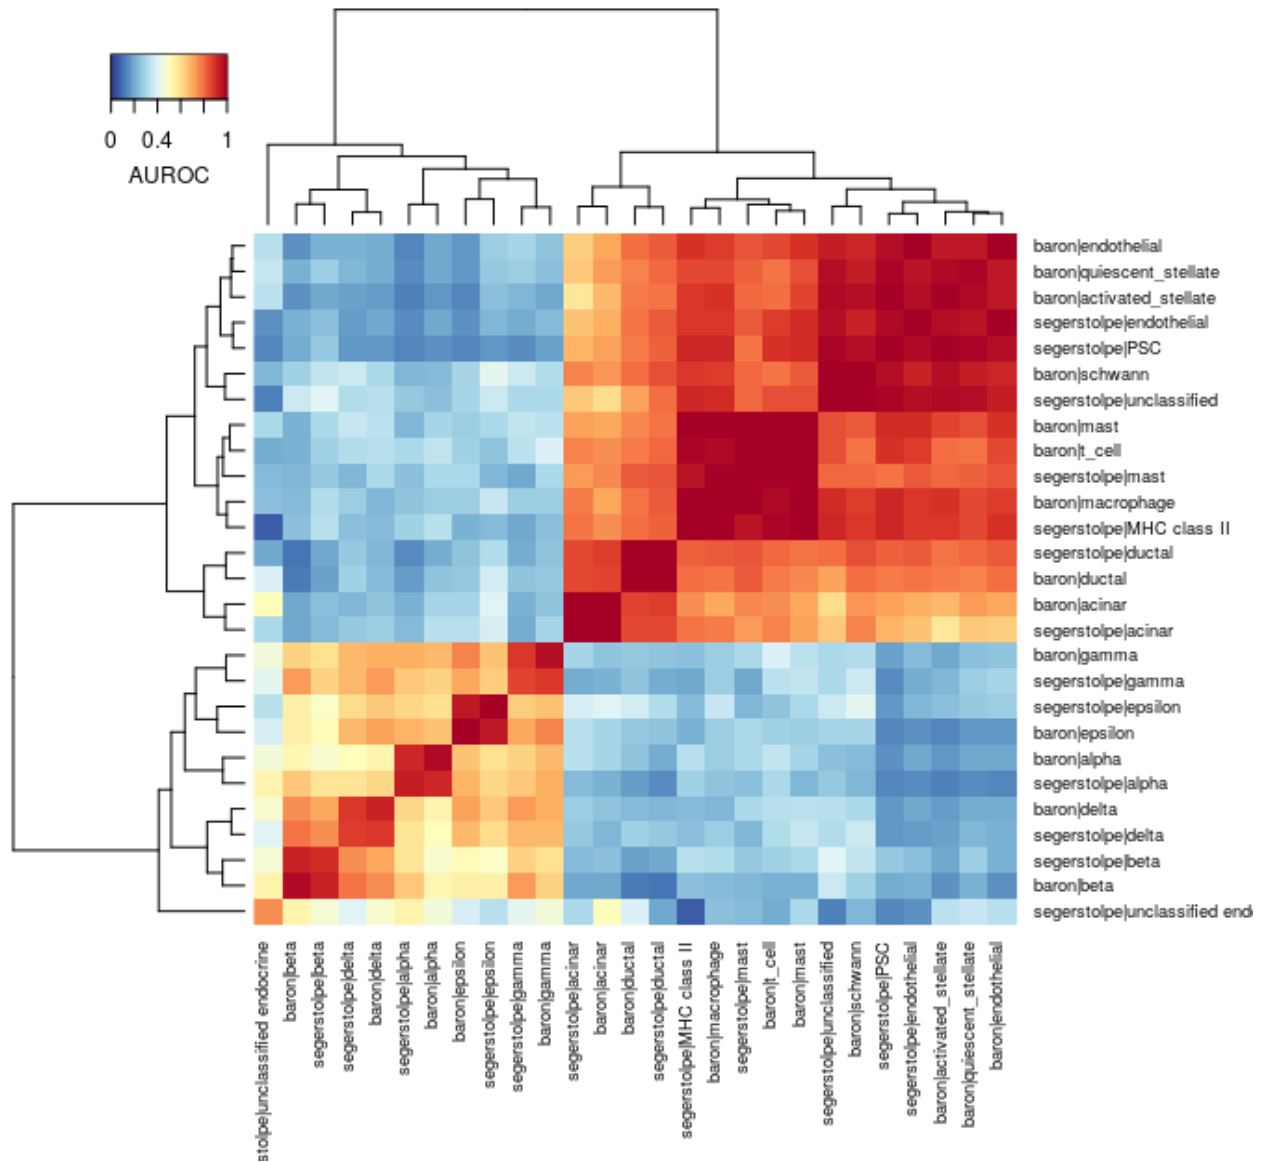 0 0.4 1
AUROC
baron|endothelial
baron|quiescent_stellate
baron|activated_stellate
segerstolpe|endothelial
segerstolpe|PSC
baron|schwann
segerstolpe|unclassified
baron|mast
baron|t_cell
segerstolpe|mast
baron|macrophage
segerstolpe|MHC class II
segerstolpe|ductal
baron|ductal
baron|acinar
segerstolpe|acinar
baron|gamma
segerstolpe|gamma
segerstolpe|epsilon
baron|epsilon
baron|alpha
segerstolpe|alpha
baron|delta
segerstolpe|delta
segerstolpe|beta
baron|beta
segerstolpe|unclassified end
stolpe|unclassified endocrine
baron|beta
segerstolpe|beta
segerstolpe|delta
baron|delta
segerstolpe|alpha
baron|alpha
baron|epsilon
segerstolpe|epsilon
segerstolpe|gamma
baron|gamma
segerstolpe|acinar
baron|acinar
baron|ductal
segerstolpe|ductal
segerstolpe|MHC class II
baron|macrophage
segerstolpe|mast
baron|t_cell
baron|mast
segerstolpe|unclassified
baron|schwann
segerstolpe|PSC
segerstolpe|endothelial
baron|activated_stellate
baron|quiescent_stellate
baron|endothelial